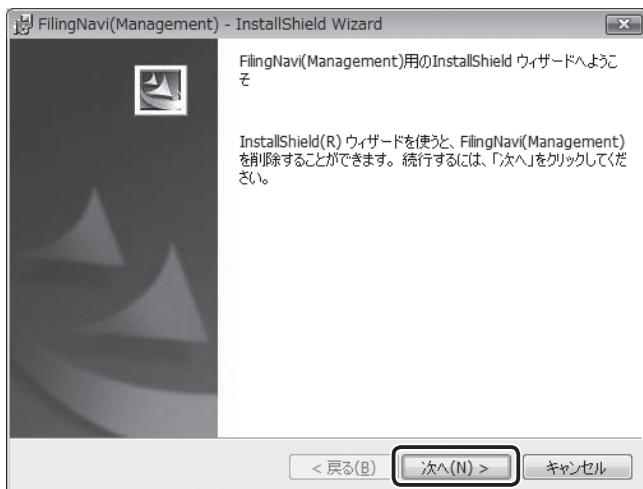 FilingNavi(Management) - InstallShield Wizard
FilingNavi(Management)用のInstallShield ウィザードへようこ
そ
InstallShield(R) ウィザードを使うと、FilingNavi(Management)
を削除することができます。続行するには、「次へ」をクリックしてくだ
さい。
< 戻る(B) 次へ(N) > キャンセル